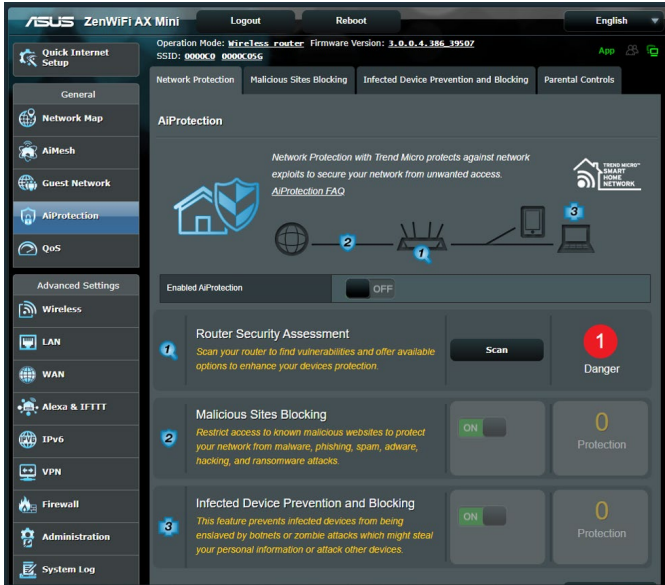 ASUS ZenWiFi AX Mini Logout Reboot English
Quick Internet
Setup
Operation Mode: Wireless router Firmware Version: 3.0.0.4.386_39507
SSID: 0000C0 0000C05G
App
Network Protection Malicious Sites Blocking Infected Device Prevention and Blocking Parental Controls
General
Network Map
AiMesh
Guest Network
AiProtection
QoS
Advanced Settings
Wireless
LAN
WAN
Alexa & IFTTT
IPv6
VPN
Firewall
Administration
System Log
AiProtection
Network Protection with Trend Micro protects against network
exploits to secure your network from unwanted access.
AiProtection FAQ
TREND MICRO™
SMART
HOME
NETWORK
2
1
3
Enabled AiProtection OFF
1
Router Security Assessment
Scan your router to find vulnerabilities and offer available
options to enhance your devices protection.
Scan
1
Danger
2
Malicious Sites Blocking
Restrict access to known malicious websites to protect
your network from malware, phishing, spam, adware,
hacking, and ransomware attacks.
ON
0
Protection
3
Infected Device Prevention and Blocking
This feature prevents infected devices from being
enslaved by botnets or zombie attacks which might steal
your personal information or attack other devices.
ON
0
Protection